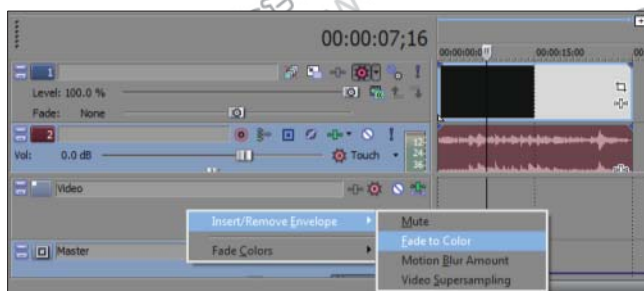 00:00:07;16
00:00:00:0
00:00:15:00
00
1
Level: 100.0 %
Fade: None
2
Vol: 0.0 dB
Touch
12
24
36
Video
Insert/Remove Envelope
Fade Colors
Mute
Fade to Color
Motion Blur Amount
Video Supersampling
Master